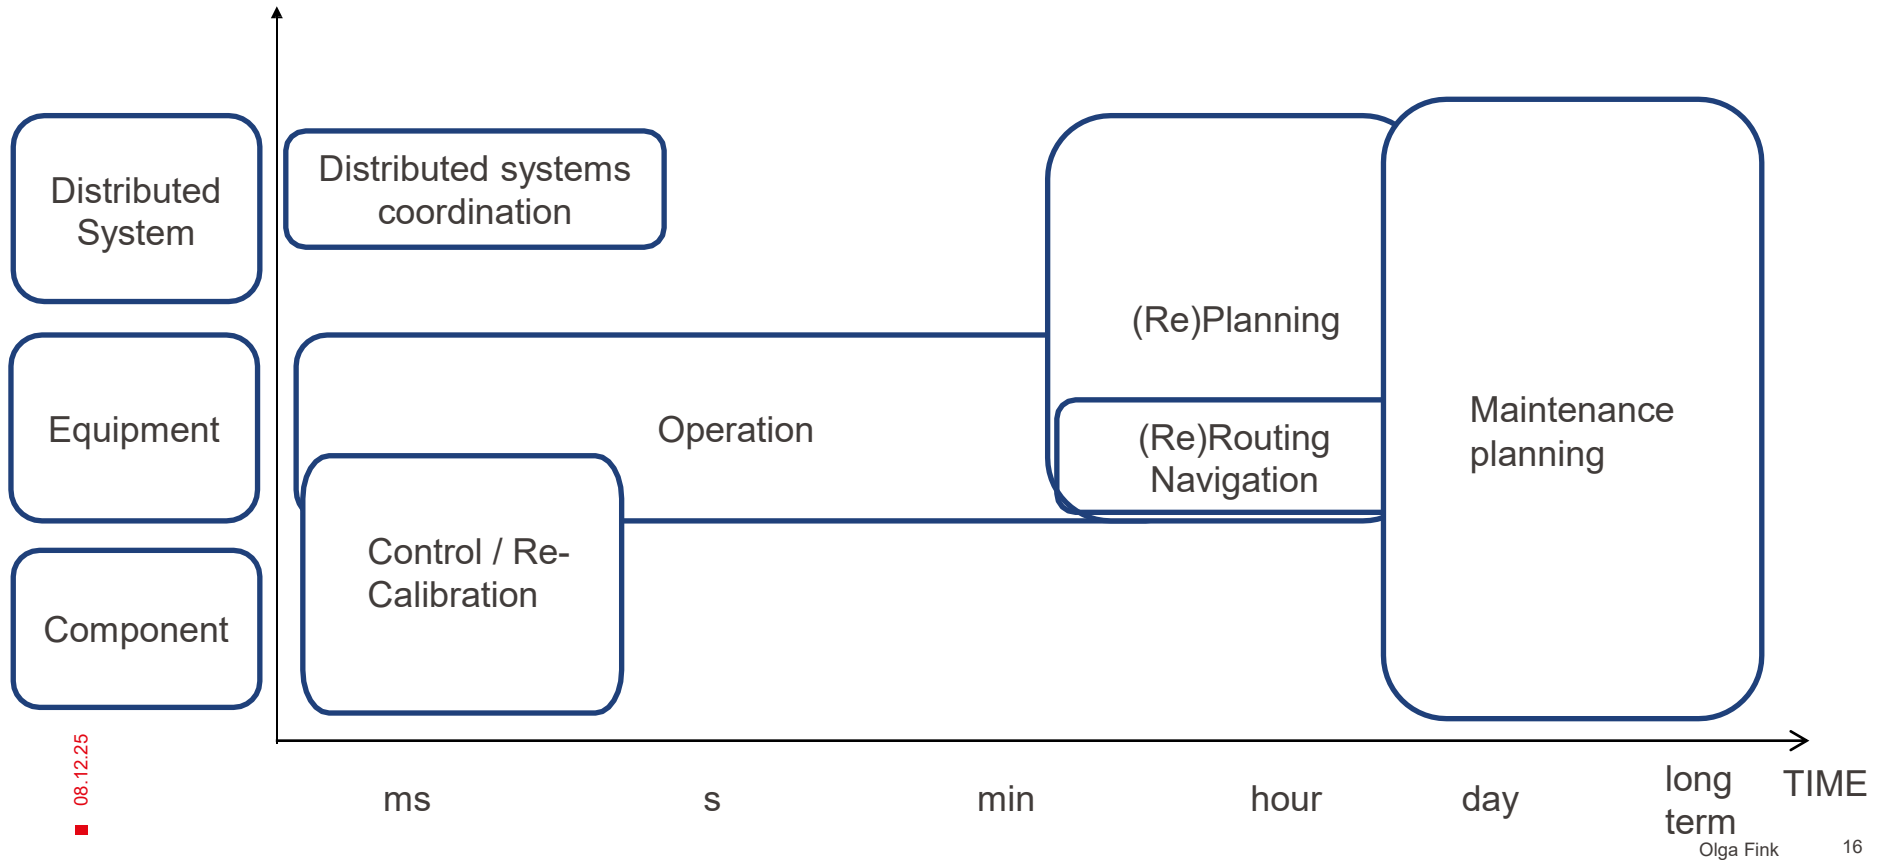 Distributed
System
Distributed systems
coordination
(Re)Planning
Equipment
Operation
(Re)Routing
Navigation
Maintenance
planning
Control / Re-
Calibration
Component
08.12.25
ms
s
min
hour
day
long
term
TIME
Olga Fink
16